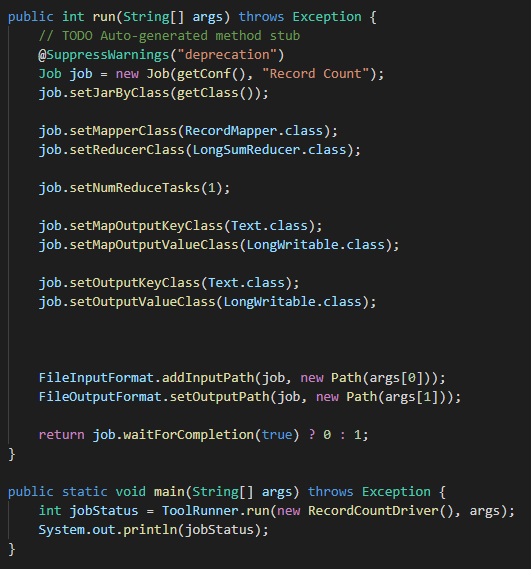 public int run(String[] args) throws Exception {
// TODO Auto-generated method stub
@SuppressWarnings("deprecation")
Job job = new Job(getConf(), "Record Count");
job.setJarByClass(getClass());
job.setMapperClass(RecordMapper.class);
job.setReducerClass(LongSumReducer.class);
job.setNumReduceTasks(1);
job.setMapOutputKeyClass(Text.class);
job.setMapOutputValueClass(LongWritable.class);
job.setOutputKeyClass(Text.class);
job.setOutputValueClass(LongWritable.class);
FileInputFormat.addInputPath(job, new Path(args[0]));
FileOutputFormat.setOutputPath(job, new Path(args[1]));
return job.waitForCompletion(true) ? 0 : 1;
}
public static void main(String[] args) throws Exception {
int jobStatus = ToolRunner.run(new RecordCountDriver(), args);
System.out.println(jobStatus);
}